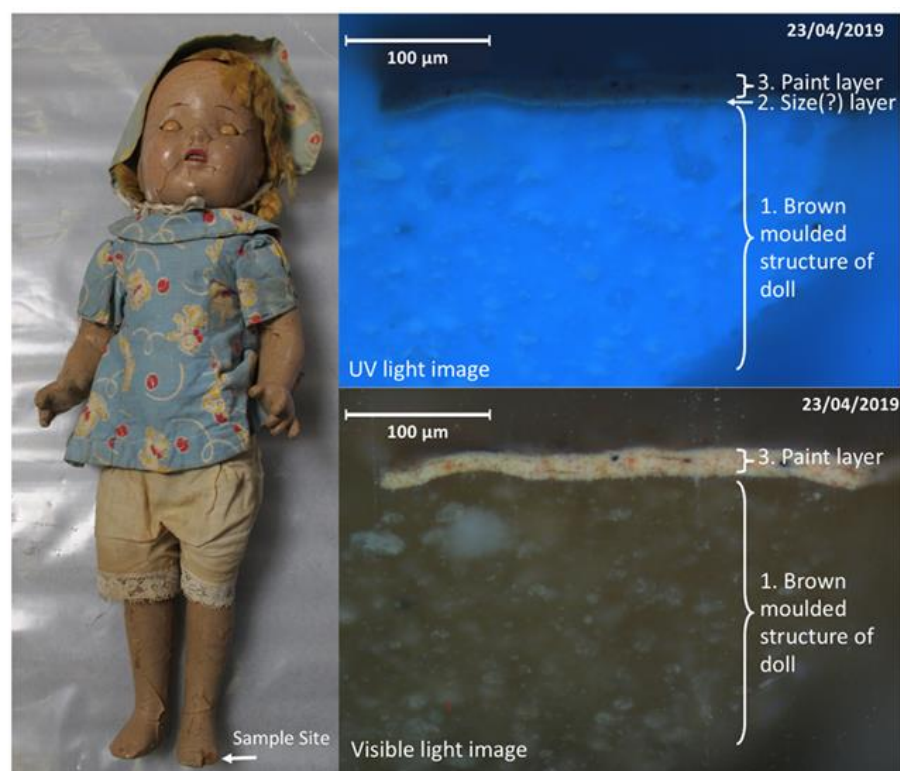 23/04/2019
100 μm
3. Paint layer
2. Size(?) layer
1. Brown
moulded
structure of
doll
UV light image
23/04/2019
100 μm
3. Paint layer
1. Brown
moulded
structure of
doll
Visible light image
Sample Site